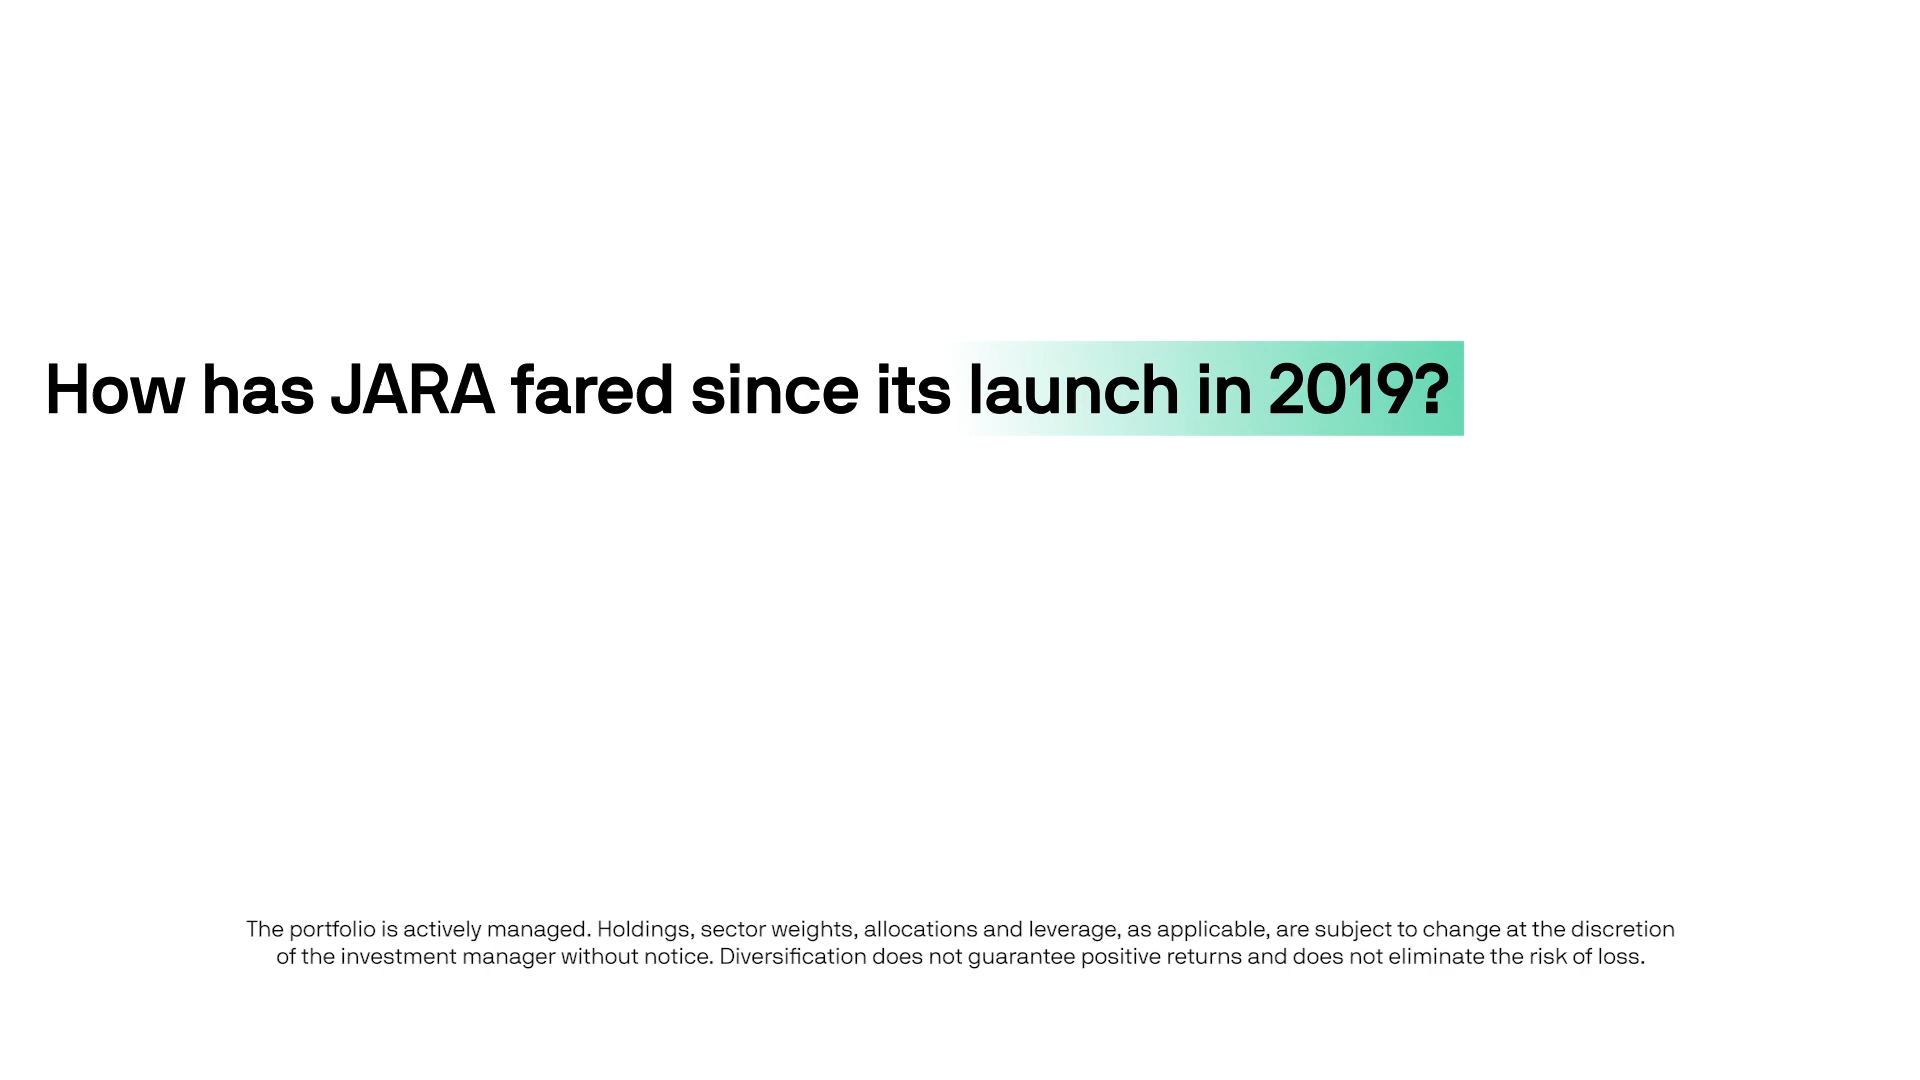 How has JARA fared since its launch in 2019?
The portfolio is actively managed. Holdings, sector weights, allocations and leverage, as applicable, are subject to change at the discretion
of the investment manager without notice. Diversification does not guarantee positive returns and does not eliminate the risk of loss.